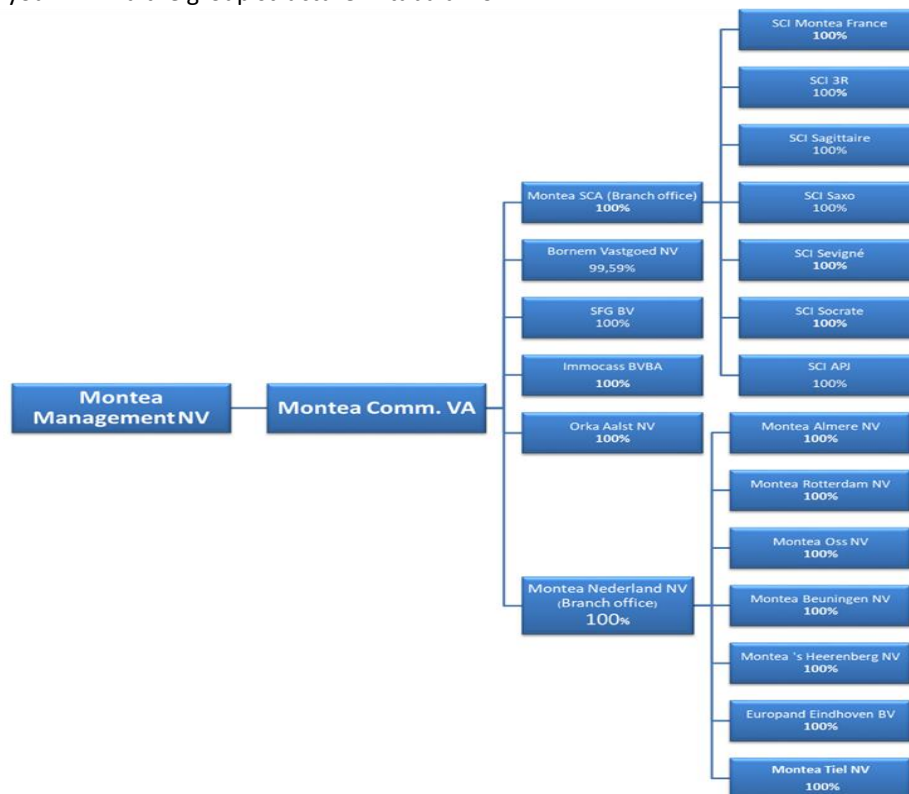 you the group structure
SCI Montea France
100%
SCI 3R
100%
SCI Sagittaire
100%
Montea SCA (Branch office)
100%
SCI Saxo
100%
Bornem Vastgoed NV
99,59%
SCI Sevigné
100%
SFG BV
100%
SCI Socrate
100%
Immocass BVBA
100%
SCI APJ
100%
Montea
Management NV
Montea Comm. VA
Orka Aalst NV
100%
Montea Almere NV
100%
Montea Rotterdam NV
100%
Montea Oss NV
100%
Montea Nederland NV
(Branch office)
100%
Montea Beuningen NV
100%
Montea 's Heerenberg NV
100%
Europand Eindhoven BV
100%
Montea Tiel NV
100%